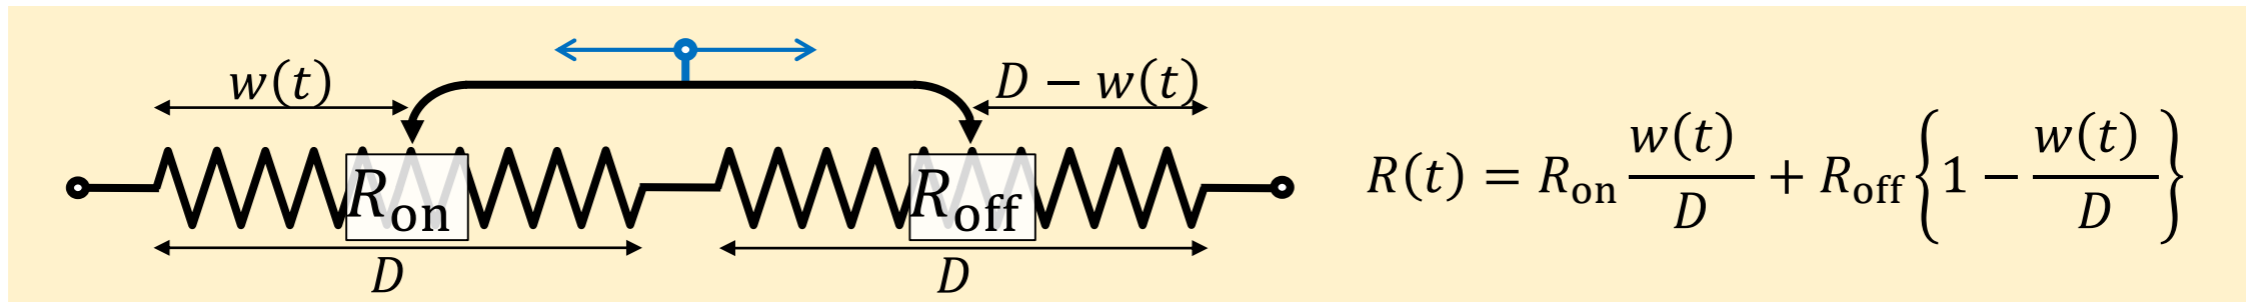 w(t)
D − w(t)
R_on
R_off
D
D
R(t) = R_on w(t)/D + R_off {1 − w(t)/D}